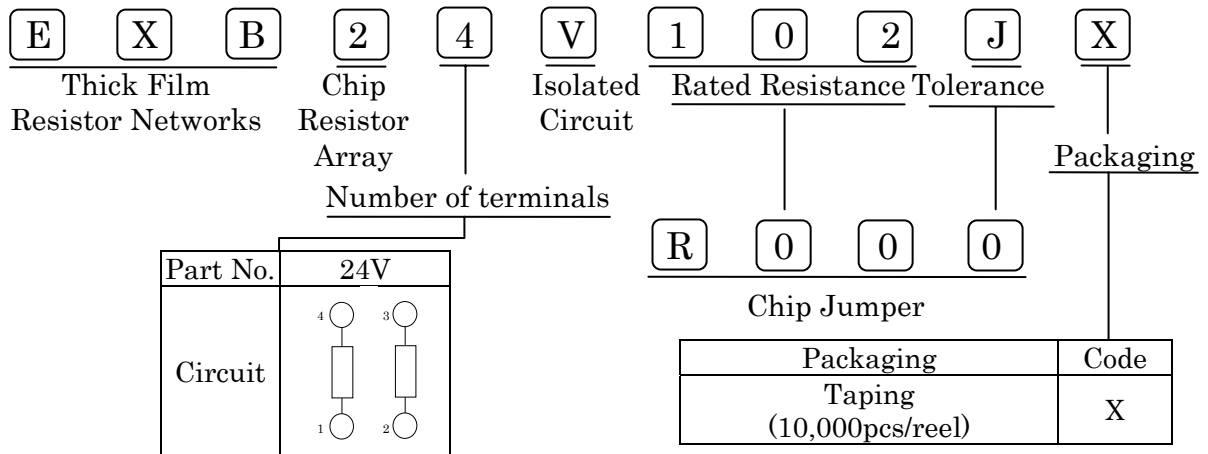 E X B 2 4 V 1 0 2 J X
Thick Film
Resistor Networks
Chip
Resistor
Array
Isolated
Circuit
Rated Resistance
Tolerance
Packaging
Number of terminals
R 0 0 0
Chip Jumper
Part No. 24V
4 3
Circuit
1 2
Packaging Code
Taping
(10,000pcs/reel)
X